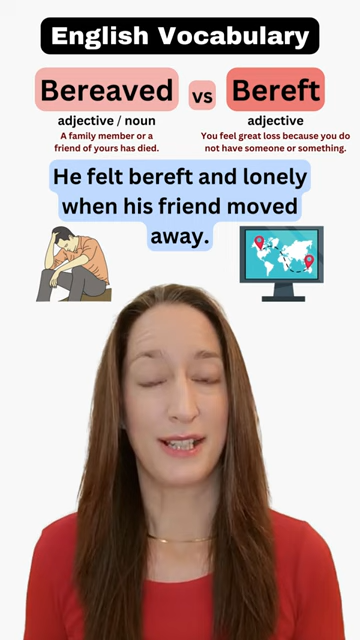 English Vocabulary
Bereaved vs Bereft
adjective / noun
A family member or a
friend of yours has died.
adjective
You feel great loss because you do
not have someone or something.
He felt bereft and lonely
when his friend moved
away.